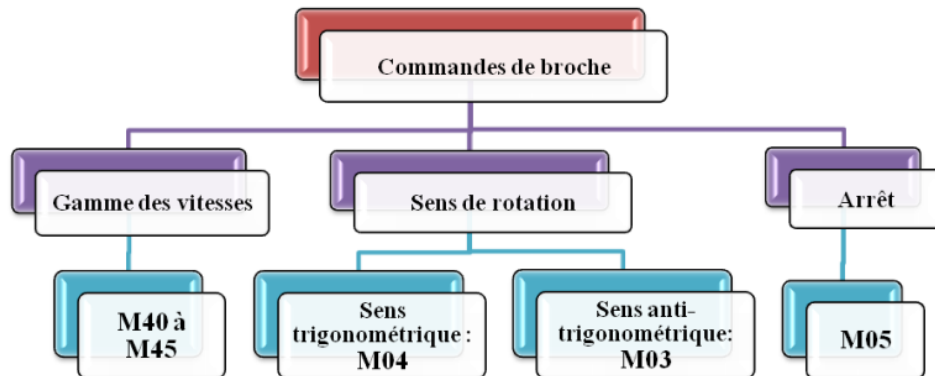 Commandes de broche
Gamme des vitesses
Sens de rotation
Arrêt
M40 à
M45
Sens
trigonométrique :
M04
Sens anti-
trigonométrique:
M03
M05